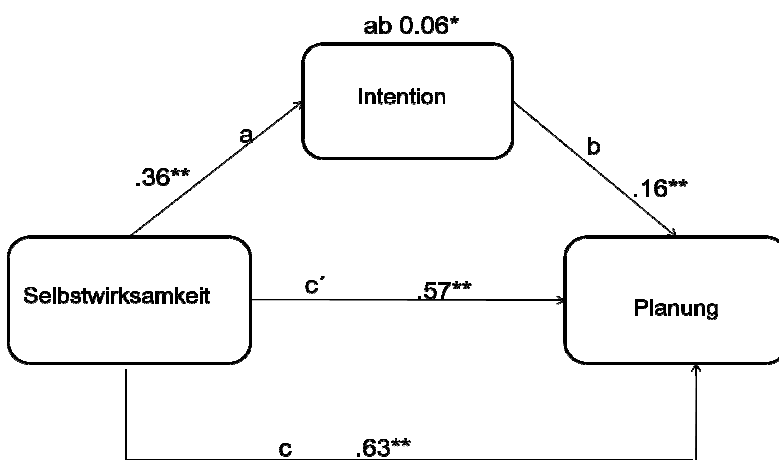 ab 0.06*
Intention
a
b
.36**
.16**
Selbstwirksamkeit
c´
.57**
Planung
c .63**